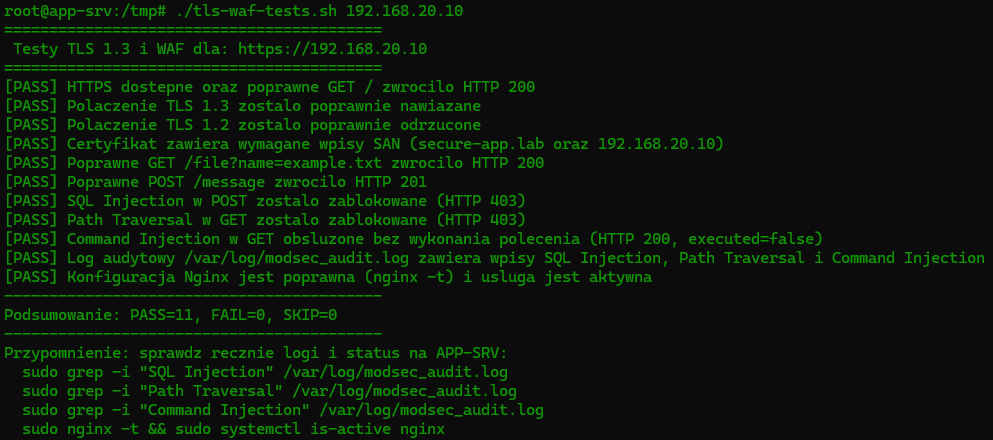 root@app-srv:/tmp# ./tls-waf-tests.sh 192.168.20.10
==========================================
Testy TLS 1.3 i WAF dla: https://192.168.20.10
==========================================
[PASS] HTTPS dostepne oraz poprawne GET / zwrocilo HTTP 200
[PASS] Polaczenie TLS 1.3 zostalo poprawnie nawiazane
[PASS] Polaczenie TLS 1.2 zostalo poprawnie odrzucone
[PASS] Certyfikat zawiera wymagane wpisy SAN (secure-app.lab oraz 192.168.20.10)
[PASS] Poprawne GET /file?name=example.txt zwrocilo HTTP 200
[PASS] Poprawne POST /message zwrocilo HTTP 201
[PASS] SQL Injection w POST zostalo zablokowane (HTTP 403)
[PASS] Path Traversal w GET zostalo zablokowane (HTTP 403)
[PASS] Command Injection w GET obsluzone bez wykonania polecenia (HTTP 200, executed=false)
[PASS] Log audytowy /var/log/modsec_audit.log zawiera wpisy SQL Injection, Path Traversal i Command Injection
[PASS] Konfiguracja Nginx jest poprawna (nginx -t) i usluga jest aktywna
------------------------------------------
Podsumowanie: PASS=11, FAIL=0, SKIP=0
------------------------------------------
Przypomnienie: sprawdz recznie logi i status na APP-SRV:
sudo grep -i "SQL Injection" /var/log/modsec_audit.log
sudo grep -i "Path Traversal" /var/log/modsec_audit.log
sudo grep -i "Command Injection" /var/log/modsec_audit.log
sudo nginx -t && sudo systemctl is-active nginx